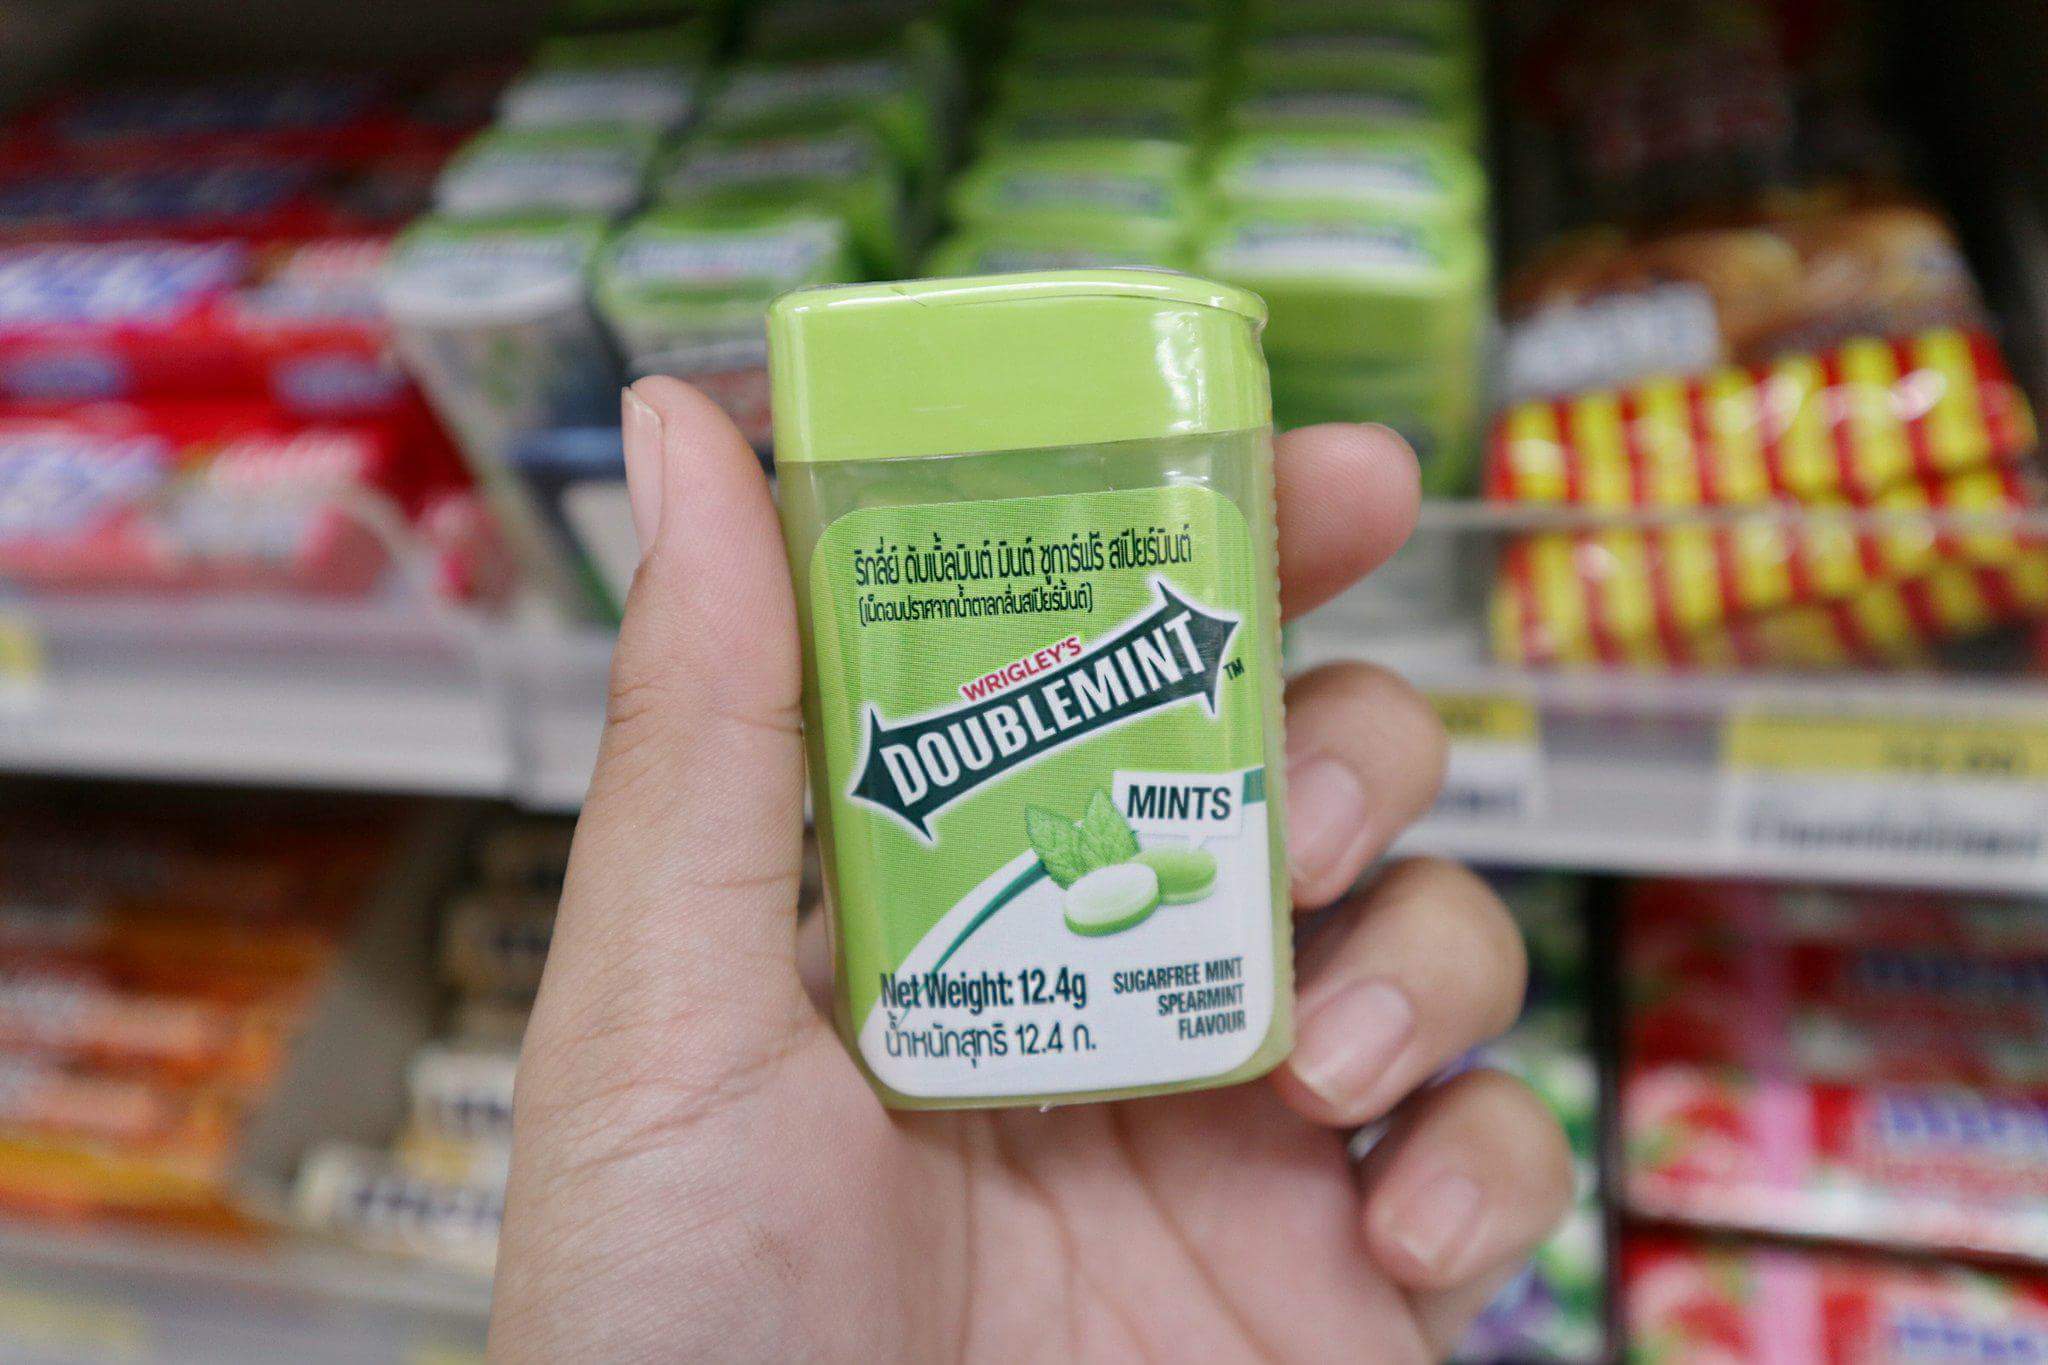 ริกลี่ย์ ดับเบิ้ลมินต์ มินต์ ชูการ์ฟรี สเปียร์มินต์
(เม็ดอมปราศจากน้ำตาลกลิ่นสเปียร์มิ้นต์)
WRIGLEY'S
DOUBLEMINT™
MINTS
Net Weight: 12.4g
น้ำหนักสุทธิ 12.4 ก.
SUGARFREE MINT
SPEARMINT
FLAVOUR